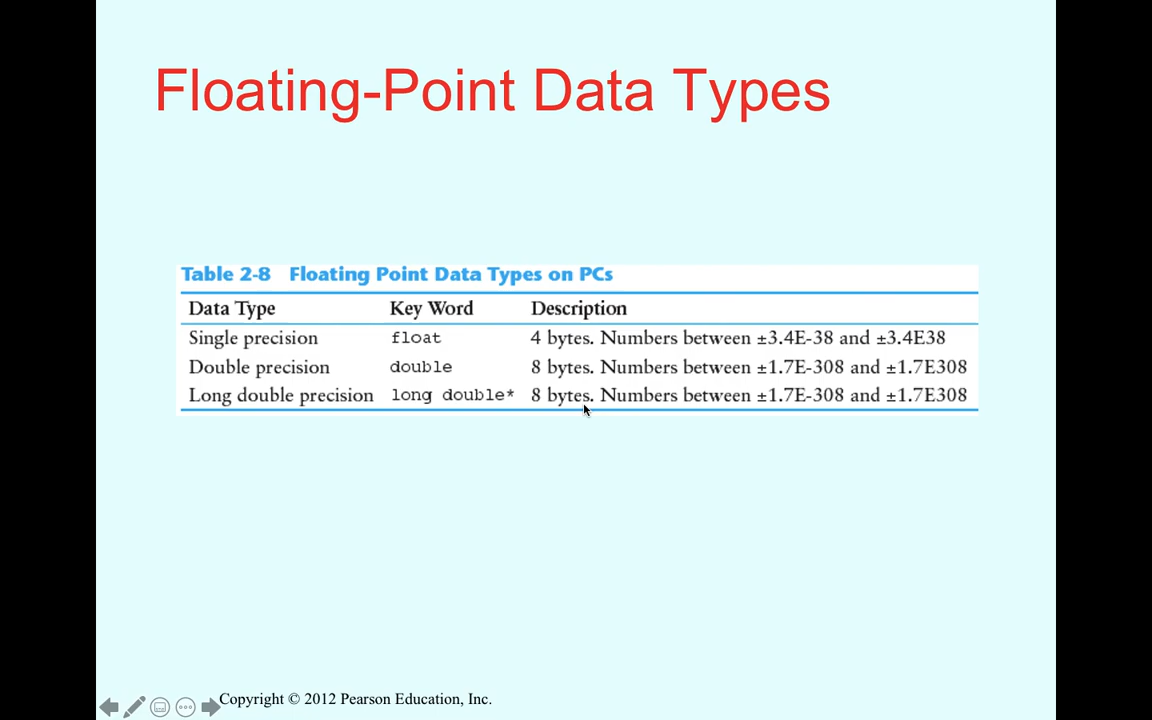 Floating-Point Data Types
Table 2-8 Floating Point Data Types on PCs
Data Type Key Word Description
Single precision float 4 bytes. Numbers between ±3.4E-38 and ±3.4E38
Double precision double 8 bytes. Numbers between ±1.7E-308 and ±1.7E308
Long double precision long double* 8 bytes. Numbers between ±1.7E-308 and ±1.7E308
Copyright © 2012 Pearson Education, Inc.